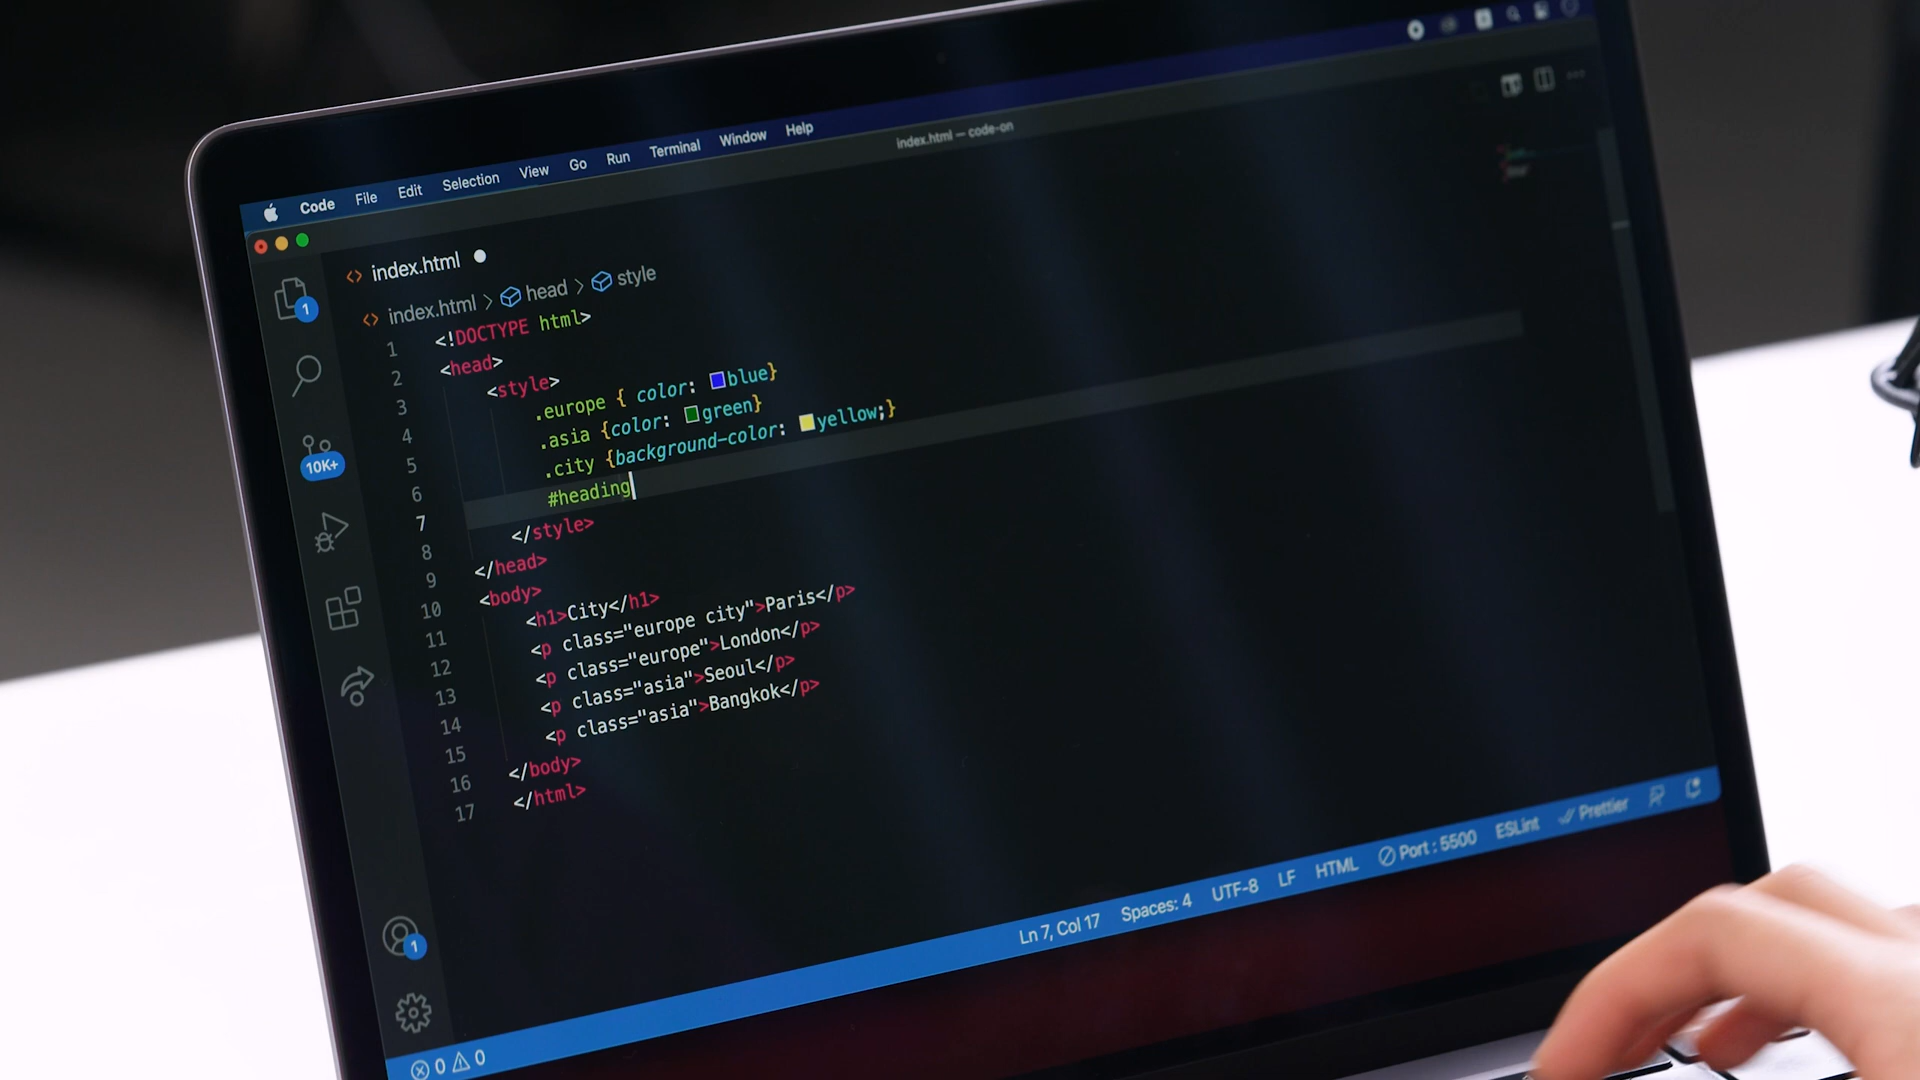 Code File Edit Selection View Go Run Terminal Window Help
index.html — code-on
index.html
index.html > head > style
1 <!DOCTYPE html>
2 <head>
3 <style>
4 .europe { color: blue}
5 .asia {color: green}
6 .city {background-color: yellow;}
7 #heading
8 </style>
9 </head>
10 <body>
11 <h1>City</h1>
12 <p class="europe city">Paris</p>
13 <p class="europe">London</p>
14 <p class="asia">Seoul</p>
15 <p class="asia">Bangkok</p>
16 </body>
17 </html>
1
10K+
1
0 0 Ln 7, Col 17 Spaces: 4 UTF-8 LF HTML Port : 5500 ESLint Prettier